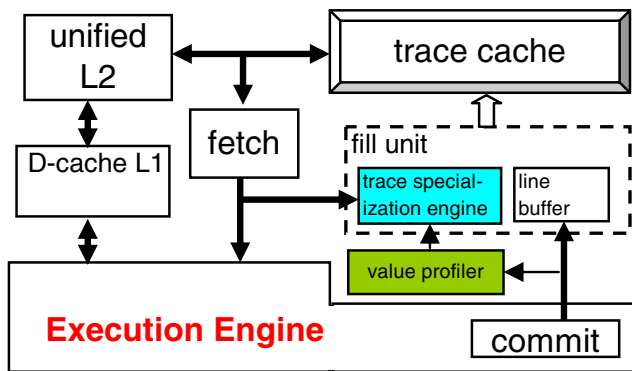 unified
L2
trace cache
fetch
D-cache L1
fill unit
trace special-
ization engine
line
buffer
value profiler
Execution Engine
commit